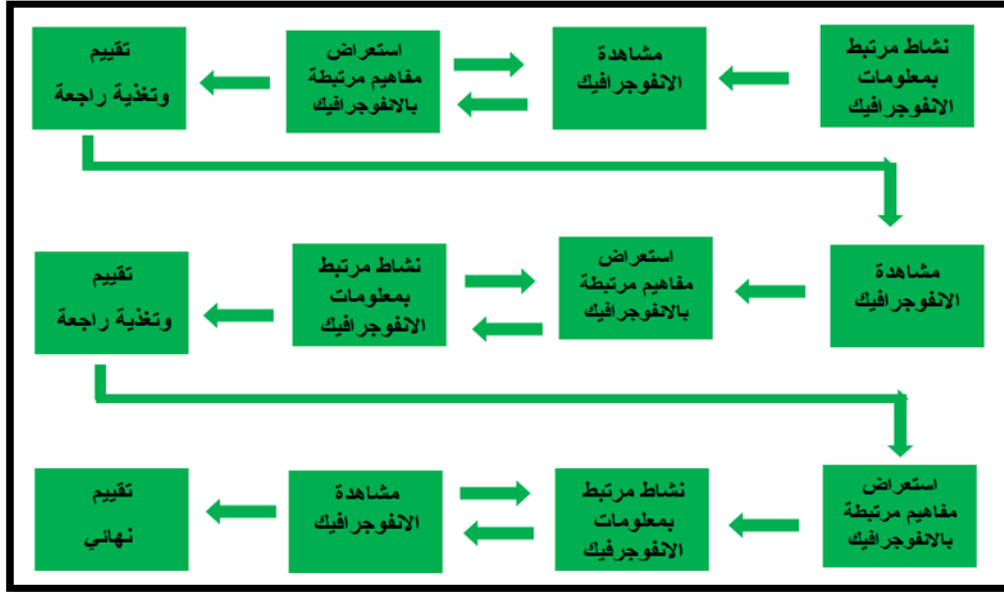 نشاط مرتبط
بمعلومات
الانفوجرافيك
مشاهدة
الانفوجرافيك
استعراض
مفاهيم مرتبطة
بالانفوجرافيك
تقييم
وتغذية راجعة
مشاهدة
الانفوجرافيك
استعراض
مفاهيم مرتبطة
بالانفوجرافيك
نشاط مرتبط
بمعلومات
الانفوجرافيك
تقييم
وتغذية راجعة
استعراض
مفاهيم مرتبطة
بالانفوجرافيك
نشاط مرتبط
بمعلومات
الانفوجرفيك
مشاهدة
الانفوجرافيك
تقييم
نهائي